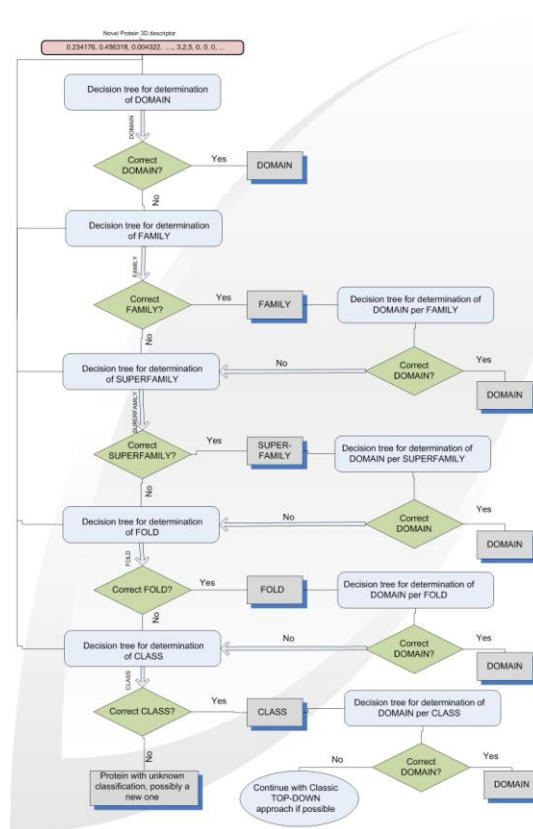 Novel Protein 3D descriptor
0.234176, 0.456318, 0.004322, ...., 3,2,5, 0, 0, 0, ...
Decision tree for determination
of DOMAIN
DOMAIN
Correct
DOMAIN?
Yes
DOMAIN
No
Decision tree for determination
of FAMILY
FAMILY
Correct
FAMILY?
Yes
FAMILY
Decision tree for determination of
DOMAIN per FAMILY
No
Decision tree for determination
of SUPERFAMILY
No
Correct
DOMAIN?
Yes
DOMAIN
SUPERFAMILY
Correct
SUPERFAMILY?
Yes
SUPER-
FAMILY
Decision tree for determination of
DOMAIN per SUPERFAMILY
No
Decision tree for determination
of FOLD
No
Correct
DOMAIN
Yes
DOMAIN
FOLD
Correct FOLD?
Yes
FOLD
Decision tree for determination of
DOMAIN per FOLD
No
Decision tree for determination
of CLASS
No
Correct
DOMAIN?
Yes
DOMAIN
CLASS
Correct CLASS?
Yes
CLASS
Decision tree for determination of
DOMAIN per CLASS
No
Protein with unknown
classification, possibly a
new one
No
Continue with Classic
TOP-DOWN
approach if possible
Correct
DOMAIN?
Yes
DOMAIN